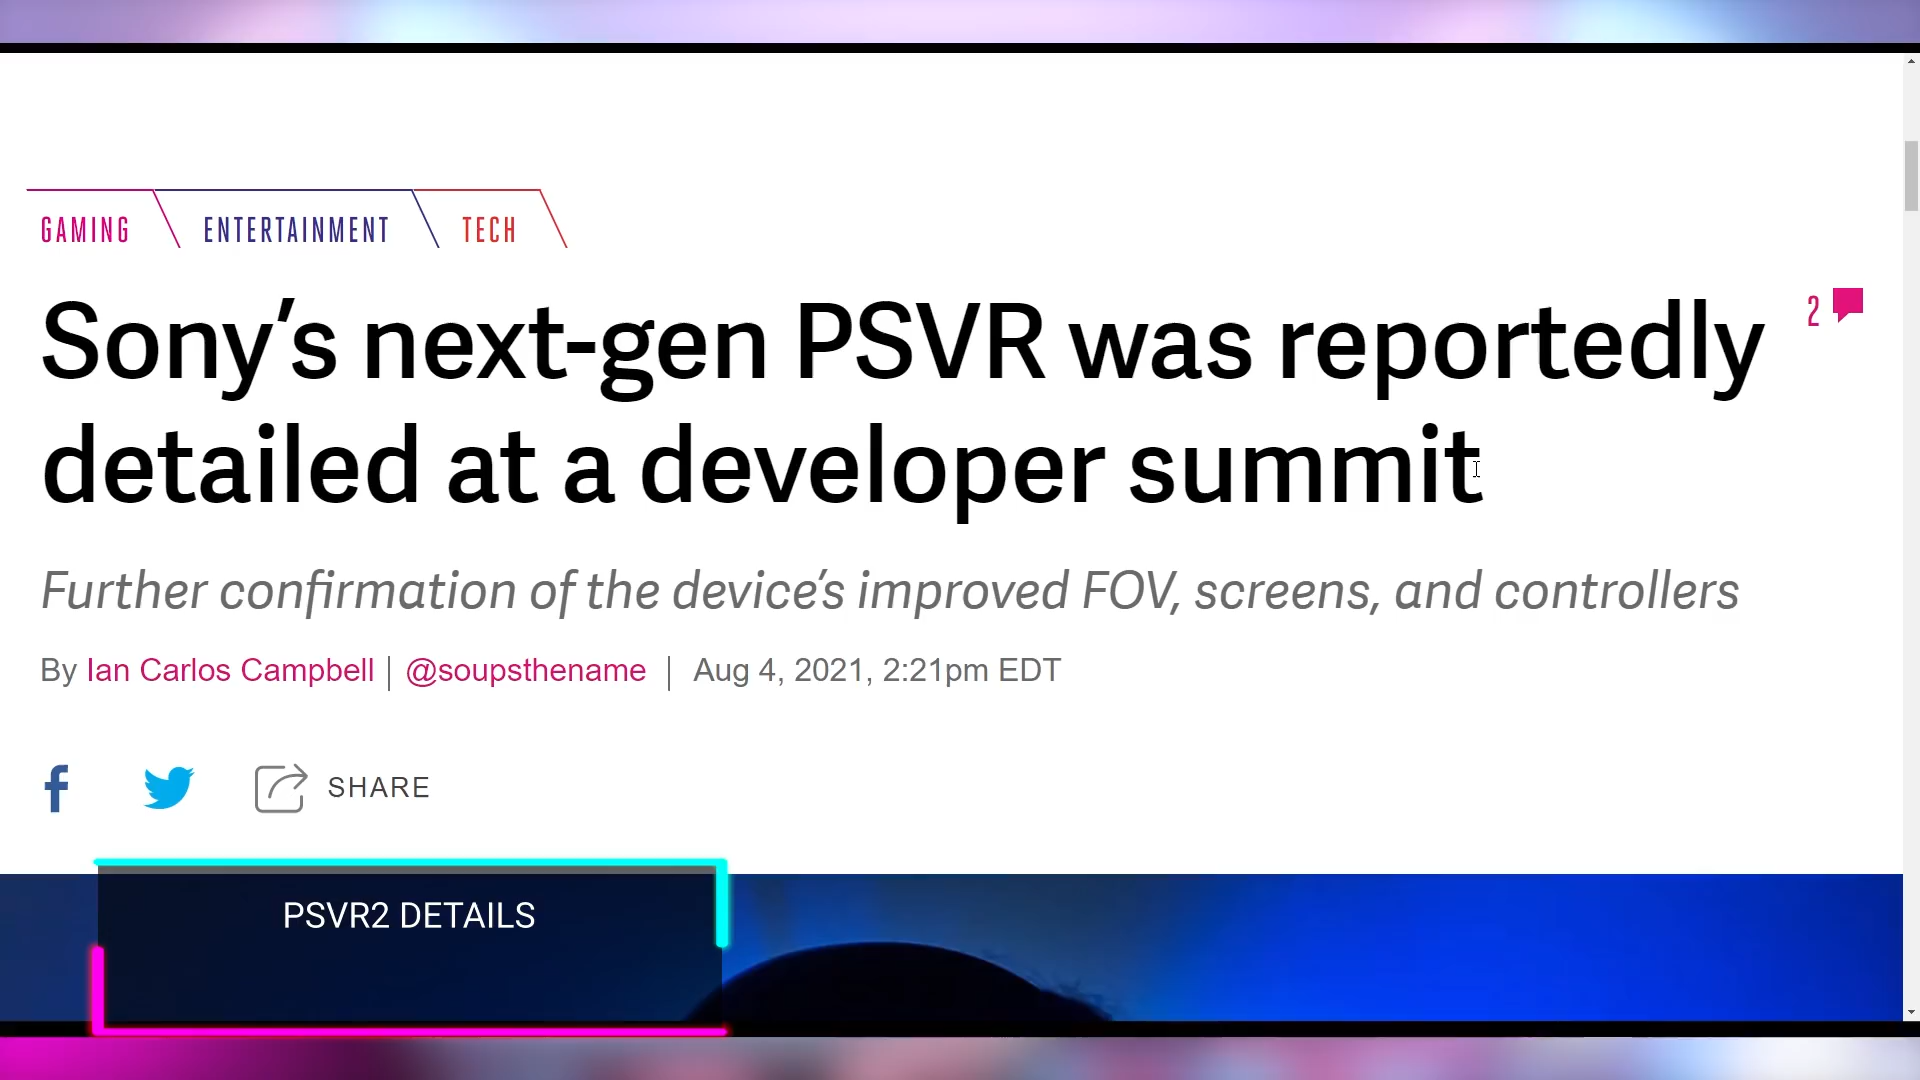 GAMING ENTERTAINMENT TECH
Sony’s next-gen PSVR was reportedly
2
detailed at a developer summit
Further confirmation of the device’s improved FOV, screens, and controllers
By Ian Carlos Campbell | @soupsthename | Aug 4, 2021, 2:21pm EDT
SHARE
PSVR2 DETAILS